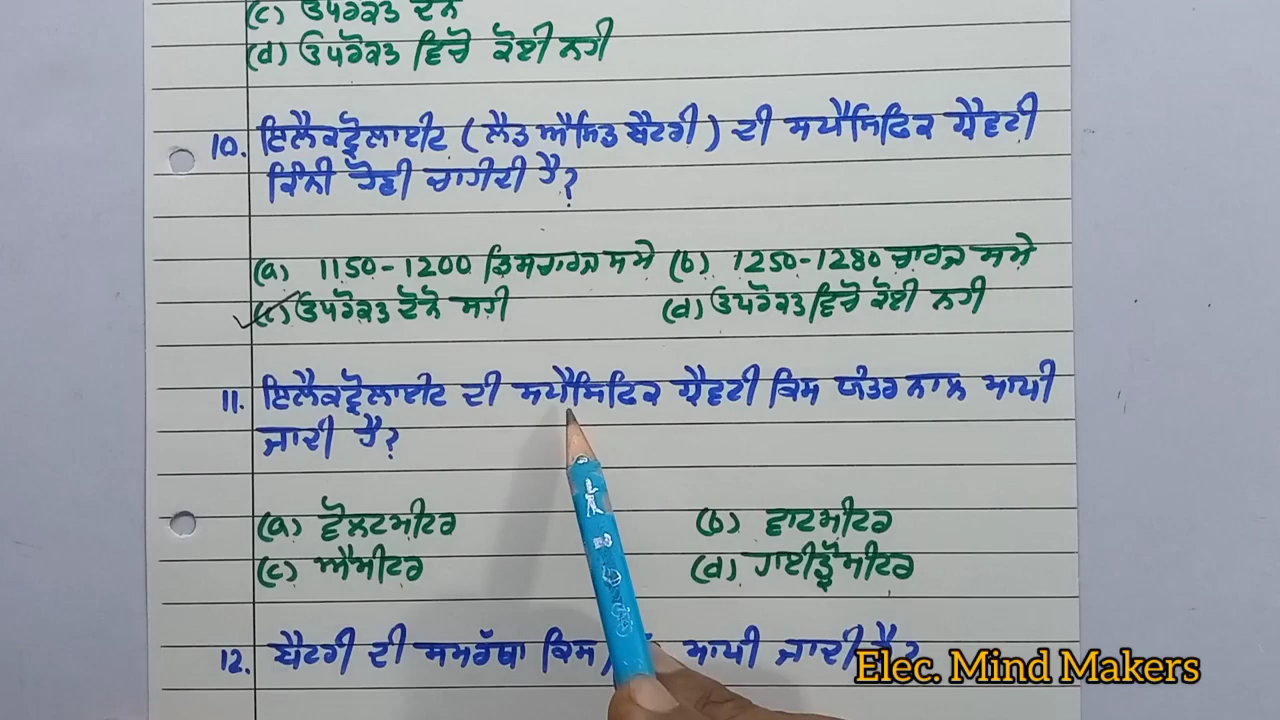 (c) ਉਪਰੋਕਤ ਦੋਨੋ
(d) ਉਪਰੋਕਤ ਵਿਚੋ ਕੋਈ ਨਹੀ
10. ਇਲੈਕਟ੍ਰੋਲਾਈਟ (ਲੈਡ ਐਸਿਡ ਬੈਟਰੀ) ਦੀ ਸਪੈਸਿਫਿਕ ਗ੍ਰੈਵਟੀ
ਕਿੰਨੀ ਹੋਣੀ ਚਾਹੀਦੀ ਹੈ?
(a) 1150-1200 ਡਿਸਚਾਰਜ ਸਮੇ (b) 1250-1280 ਚਾਰਜ ਸਮੇ
(c) ਉਪਰੋਕਤ ਦੋਨੋ ਸਹੀ (d) ਉਪਰੋਕਤ ਵਿਚੋ ਕੋਈ ਨਹੀ
11. ਇਲੈਕਟ੍ਰੋਲਾਈਟ ਦੀ ਸਪੈਸਿਫਿਕ ਗ੍ਰੈਵਟੀ ਕਿਸ ਯੰਤਰ ਨਾਲ ਮਾਪੀ
ਜਾਦੀ ਹੈ?
(a) ਵੋਲਟਮੀਟਰ (b) ਵਾਟਮੀਟਰ
(c) ਐਮੀਟਰ (d) ਹਾਈਡ੍ਰੋਮੀਟਰ
12. ਬੈਟਰੀ ਦੀ ਸਮਰੱਥਾ ਕਿਸ ਮਾਪੀ ਜਾਦੀ ਹੈ?
Elec. Mind Makers